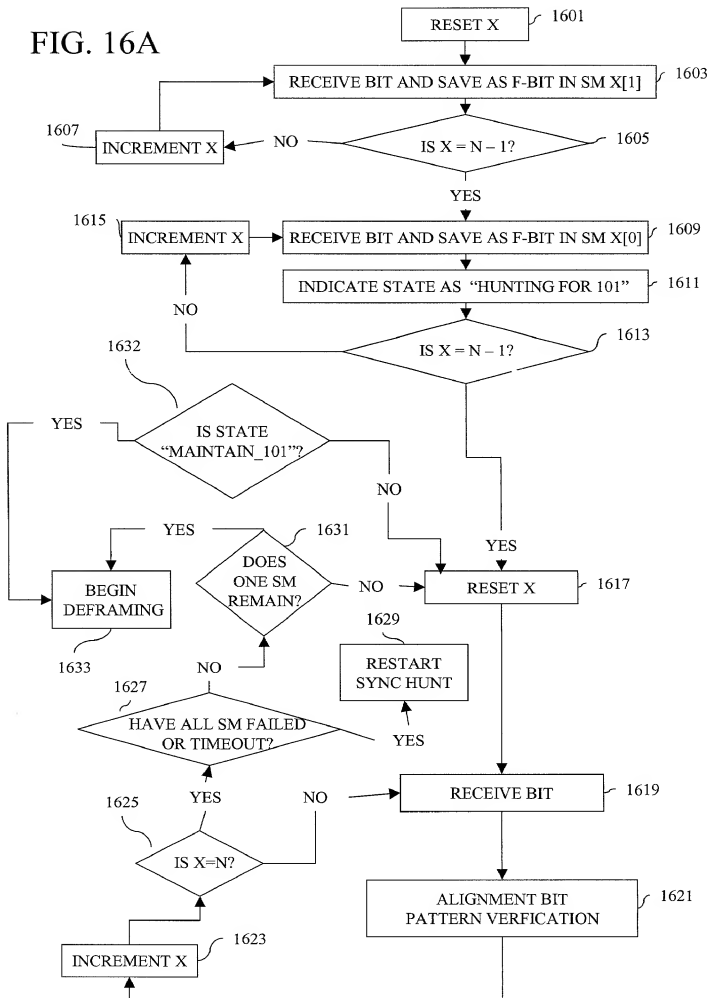 FIG. 16A
RESET X
1601
RECEIVE BIT AND SAVE AS F-BIT IN SM X[1]
1603
1607
INCREMENT X
NO
IS X = N – 1?
1605
YES
1615
INCREMENT X
RECEIVE BIT AND SAVE AS F-BIT IN SM X[0]
1609
INDICATE STATE AS “HUNTING FOR 101”
1611
NO
IS X = N – 1?
1613
1632
YES
IS STATE
“MAINTAIN_101”?
NO
YES
1631
YES
DOES
ONE SM
REMAIN?
NO
BEGIN
DEFRAMING
1633
RESET X
1617
1629
RESTART
SYNC HUNT
NO
1627
HAVE ALL SM FAILED
OR TIMEOUT?
YES
YES
NO
RECEIVE BIT
1619
1625
IS X=N?
ALIGNMENT BIT
PATTERN VERFICATION
1621
1623
INCREMENT X